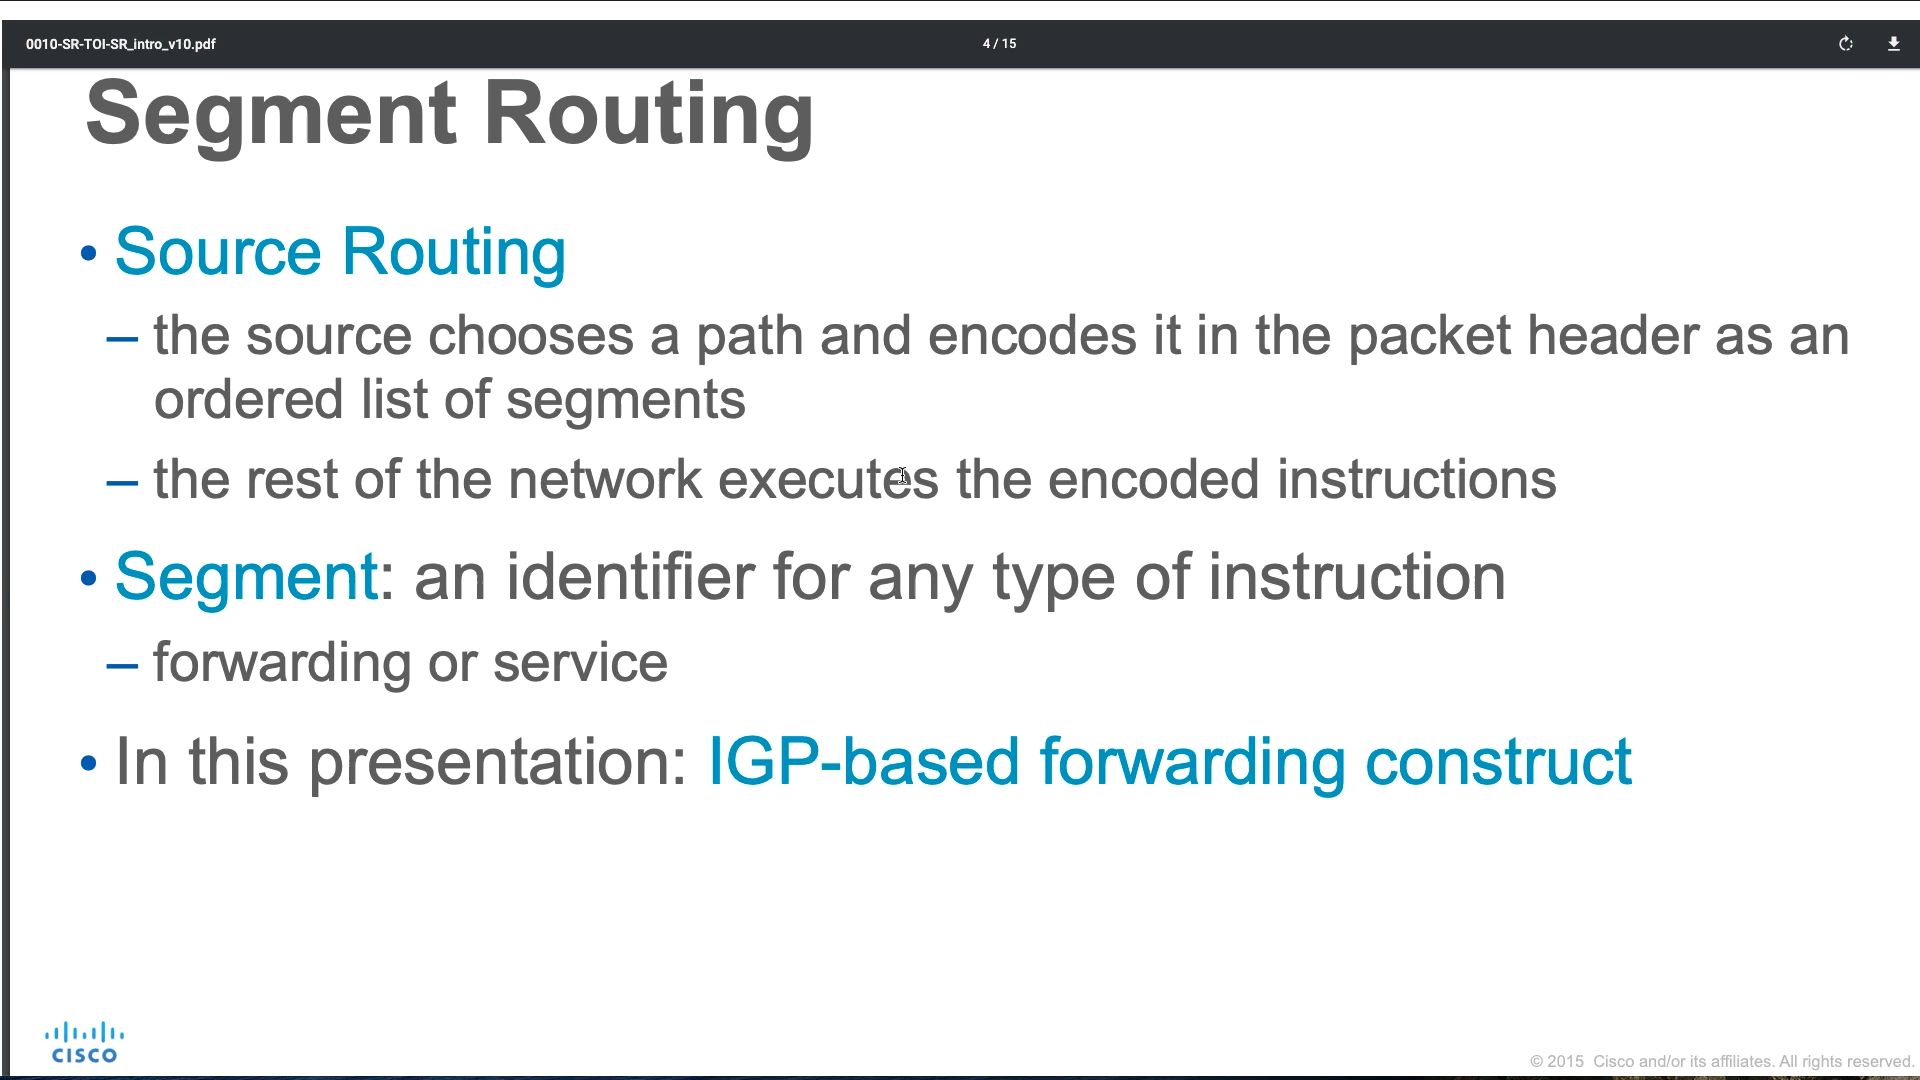 0010-SR-TOI-SR_intro_v10.pdf
4 / 15
Segment Routing
• Source Routing
– the source chooses a path and encodes it in the packet header as an
ordered list of segments
– the rest of the network executes the encoded instructions
• Segment: an identifier for any type of instruction
– forwarding or service
• In this presentation: IGP-based forwarding construct
CISCO
© 2015 Cisco and/or its affiliates. All rights reserved.